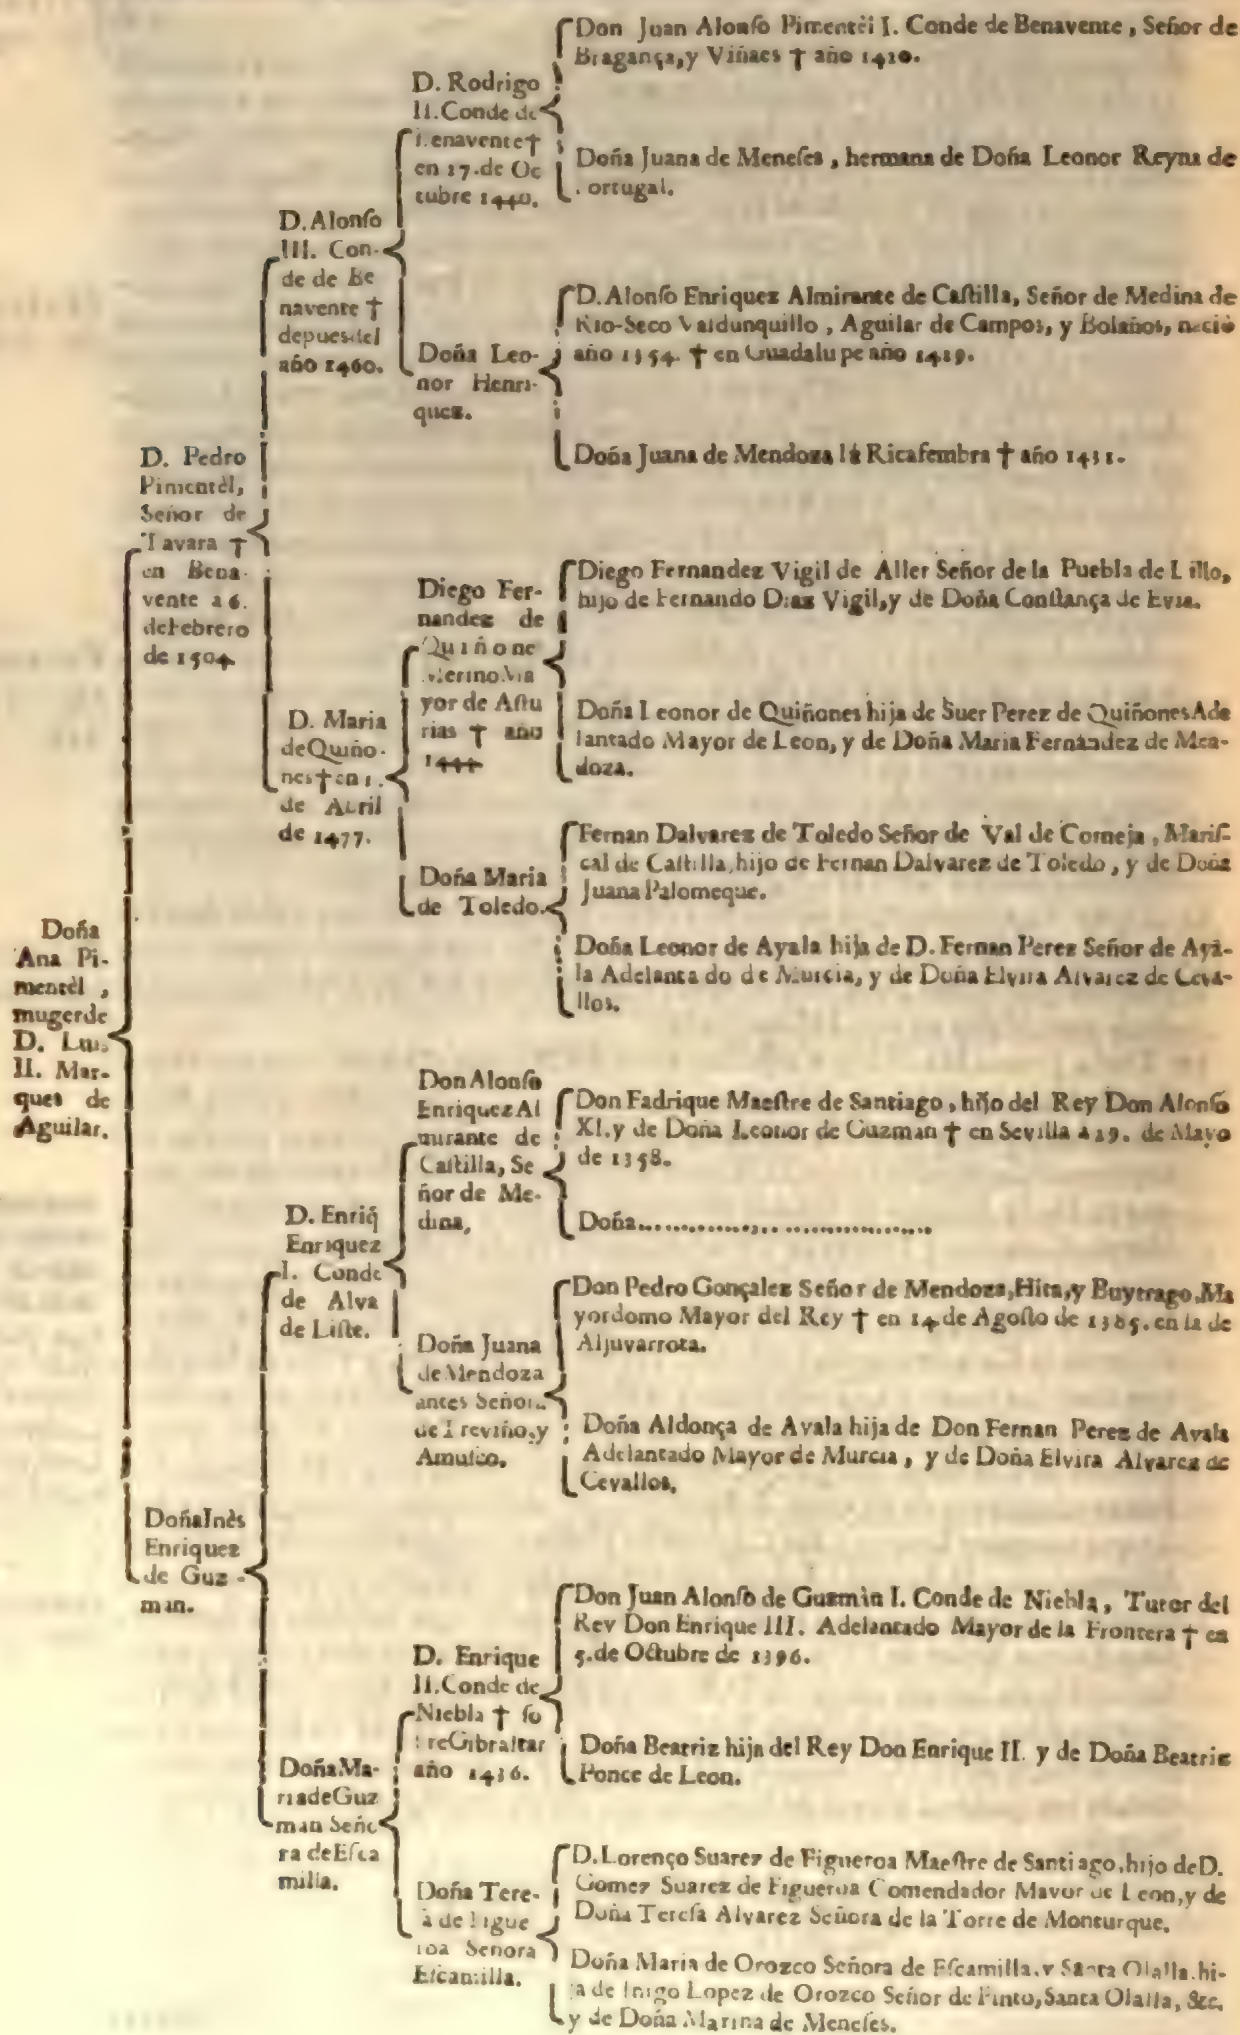 Doña
Ana Pi-
mentèl ,
muger de
D. Luis
II. Mar-
ques de
Aguilar.
D. Pedro
Pimentèl,
Señor de
Tavara †
en Bena-
vente a 6.
de Febrero
de 1504.
D. Alonſo
III. Con-
de de Be
navente †
depues del
año 1460.
D. Rodrigo
II. Conde de
Benavente †
en 17. de Oc
tubre 1440.
Don Juan Alonſo Pimentèl I. Conde de Benavente , Señor de
Bragança, y Viñaes † año 1420.
Doña Juana de Meneſes , hermana de Doña Leonor Reyna de
Portugal.
Doña Leo-
nor Henri-
quez.
D. Alonſo Enriquez Almirante de Caſtilla, Señor de Medina de
Rio-Seco Valdunquillo , Aguilar de Campos, y Bolaños, naciò
año 1354. † en Guadalupe año 1429.
Doña Juana de Mendoza la Ricafembra † año 1431.
D. Maria
de Quiño-
nes † en 1.
de Abril
de 1477.
Diego Fer-
nandez de
Quiñone
Merino Ma
yor de Aſtu
rias † año
1444
Diego Fernandez Vigil de Aller Señor de la Puebla de Lillo,
hijo de Fernando Diaz Vigil, y de Doña Conſtança de Evia.
Doña Leonor de Quiñones hija de Suer Perez de Quiñones Ade
lantado Mayor de Leon, y de Doña Maria Fernandez de Men-
doza.
Doña Maria
de Toledo.
Fernan Dalvarez de Toledo Señor de Val de Corneja , Mariſ-
cal de Caſtilla, hijo de Fernan Dalvarez de Toledo , y de Doña
Juana Palomeque.
Doña Leonor de Ayala hija de D. Fernan Perez Señor de Aya-
la Adelantado de Murcia, y de Doña Elvira Alvarez de Ceva-
llos.
Doña Inès
Enriquez
de Guz-
man.
D. Enriq̃
Enriquez
I. Conde
de Alva
de Liſte.
Don Alonſo
Enriquez Al
mirante de
Caſtilla, Se
ñor de Me-
dina,
Don Fadrique Maeſtre de Santiago , hijo del Rey Don Alonſo
XI. y de Doña Leonor de Guzman † en Sevilla a 29. de Mayo
de 1358.
Doña..............................
Doña Juana
de Mendoza
antes Señora
de Treviño, y
Amuſco.
Don Pedro Gonçalez Señor de Mendoza, Hita, y Buytrago, Ma
yordomo Mayor del Rey † en 14 de Agoſto de 1385. en la de
Aljuvarrota.
Doña Aldonça de Ayala hija de Don Fernan Perez de Ayala
Adelantado Mayor de Murcia , y de Doña Elvira Alvarez de
Cevallos,
Doña Ma-
ria de Guz
man Seño
ra de Eſca
milla.
D. Enrique
II. Conde de
Niebla † ſo
bre Gibraltar
año 1436.
Don Juan Alonſo de Guzmàn I. Conde de Niebla , Tutor del
Rey Don Enrique III. Adelantado Mayor de la Frontera † en
5. de Octubre de 1396.
Doña Beatriz hija del Rey Don Enrique II. y de Doña Beatriz
Ponce de Leon.
Doña Tere-
ſa de Figue
roa Señora
Eſcamilla.
D. Lorenço Suarez de Figueroa Maeſtre de Santiago, hijo de D.
Gomez Suarez de Figueroa Comendador Mayor de Leon, y de
Doña Tereſa Alvarez Señora de la Torre de Monturque.
Doña Maria de Orozco Señora de Eſcamilla, y Santa Olalla, hi-
ja de Inigo Lopez de Orozco Señor de Pinto, Santa Olalla, &c.
y de Doña Marina de Meneſes.